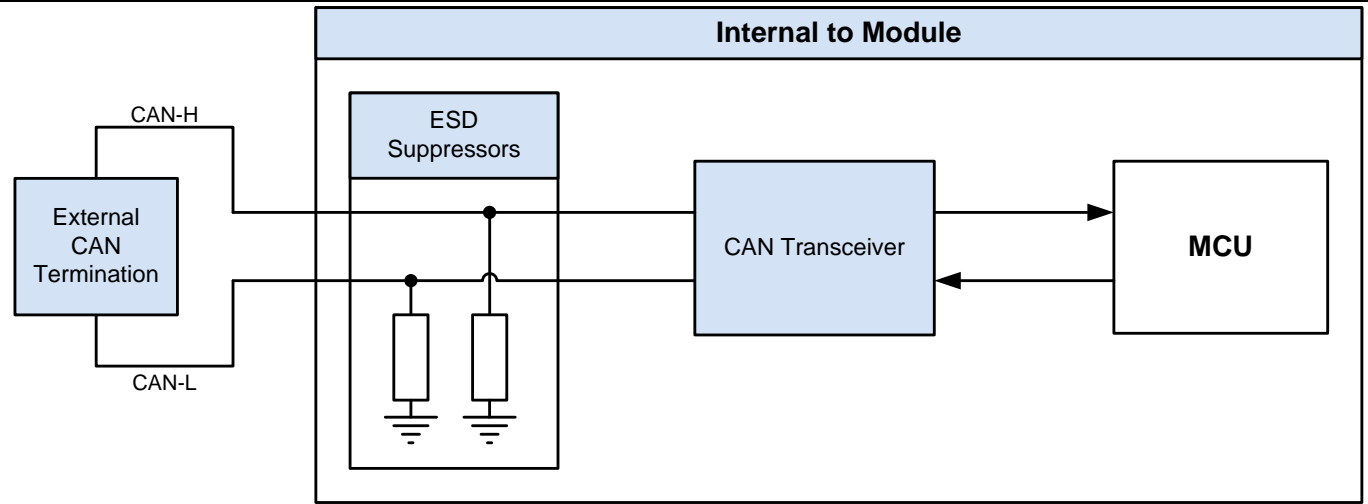 Internal to Module
CAN-H
ESD
Suppressors
External
CAN
Termination
CAN Transceiver
MCU
CAN-L